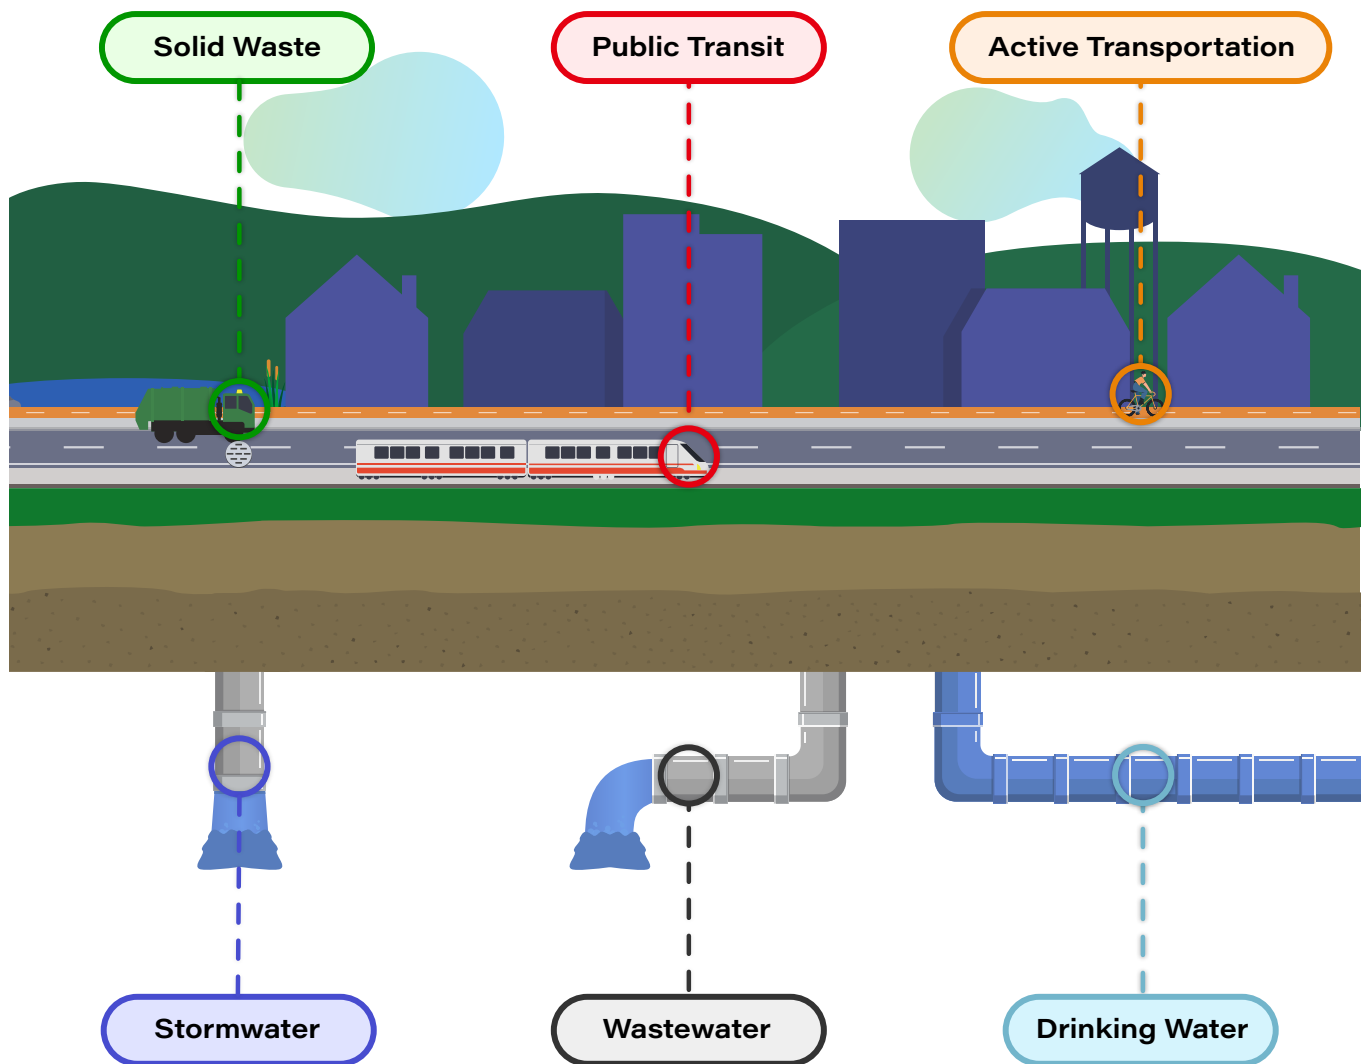 Solid Waste
Public Transit
Active Transportation
Stormwater
Wastewater
Drinking Water